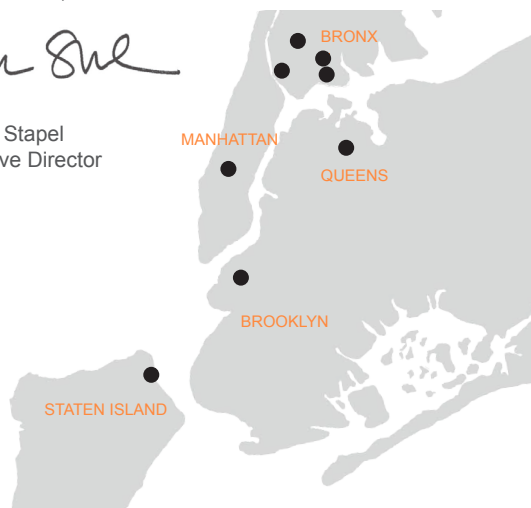 Stapel
ve Director
BRONX
MANHATTAN
QUEENS
BROOKLYN
STATEN ISLAND